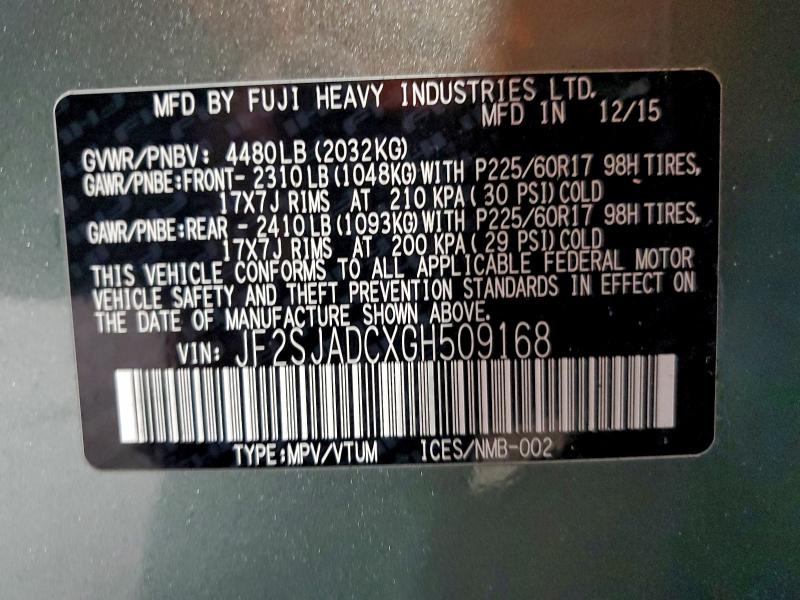 MFD BY FUJI HEAVY INDUSTRIES LTD.
MFD IN 12/15
GVWR/PNBV: 4480LB (2032KG)
GAWR/PNBE:FRONT- 2310LB (1048KG) WITH P225/60R17 98H TIRES,
17X7J RIMS AT 210 KPA (30 PSI) COLD
GAWR/PNBE:REAR - 2410LB (1093KG) WITH P225/60R17 98H TIRES,
17X7J RIMS AT 200 KPA (29 PSI) COLD
THIS VEHICLE CONFORMS TO ALL APPLICABLE FEDERAL MOTOR
VEHICLE SAFETY AND THEFT PREVENTION STANDARDS IN EFFECT ON
THE DATE OF MANUFACTURE SHOWN ABOVE.
VIN: JF2SJADCXGH509168
TYPE:MPV/VTUM ICES/NMB-002